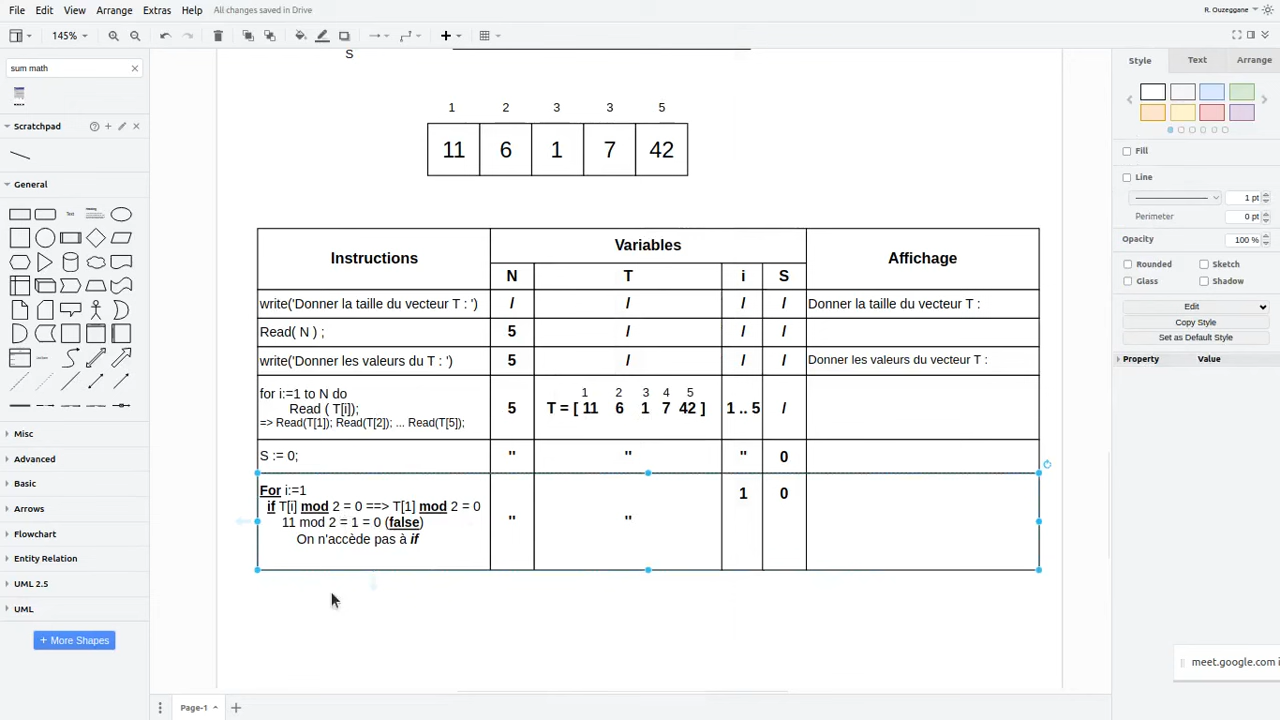 File Edit View Arrange Extras Help All changes saved in Drive R. Ouzeggane
145%
sum math
Scratchpad
General
Text
Misc
Advanced
Basic
Arrows
Flowchart
Entity Relation
UML 2.5
UML
+ More Shapes
S
1 2 3 3 5
11 6 1 7 42
Instructions Variables Affichage
N T i S
write('Donner la taille du vecteur T : ') / / / / Donner la taille du vecteur T :
Read( N ) ; 5 / / /
write('Donner les valeurs du T : ') 5 / / / Donner les valeurs du vecteur T :
for i:=1 to N do
Read ( T[i]);
=> Read(T[1]); Read(T[2]); ... Read(T[5]);
5
1 2 3 4 5
T = [ 11 6 1 7 42 ]
1 .. 5 /
S := 0; " " " 0
For i:=1
if T[i] mod 2 = 0 ==> T[1] mod 2 = 0
11 mod 2 = 1 = 0 (false)
On n'accède pas à if
" " 1 0
Page-1
Style Text Arrange
Fill
Line
1 pt
Perimeter 0 pt
Opacity 100 %
Rounded Sketch
Glass Shadow
Edit
Copy Style
Set as Default Style
Property Value
meet.google.com i